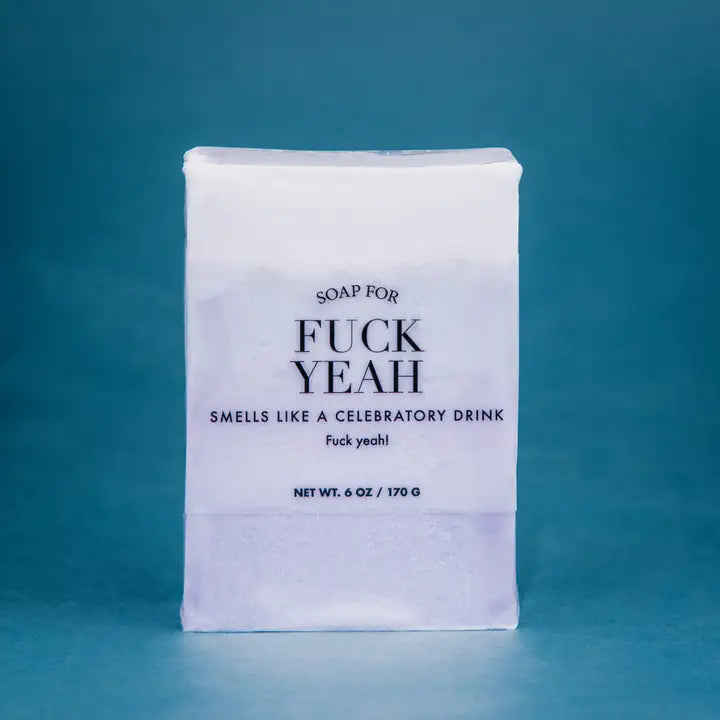 SOAP FOR
FUCK
YEAH
SMELLS LIKE A CELEBRATORY DRINK
Fuck yeah!
NET WT. 6 OZ / 170 G